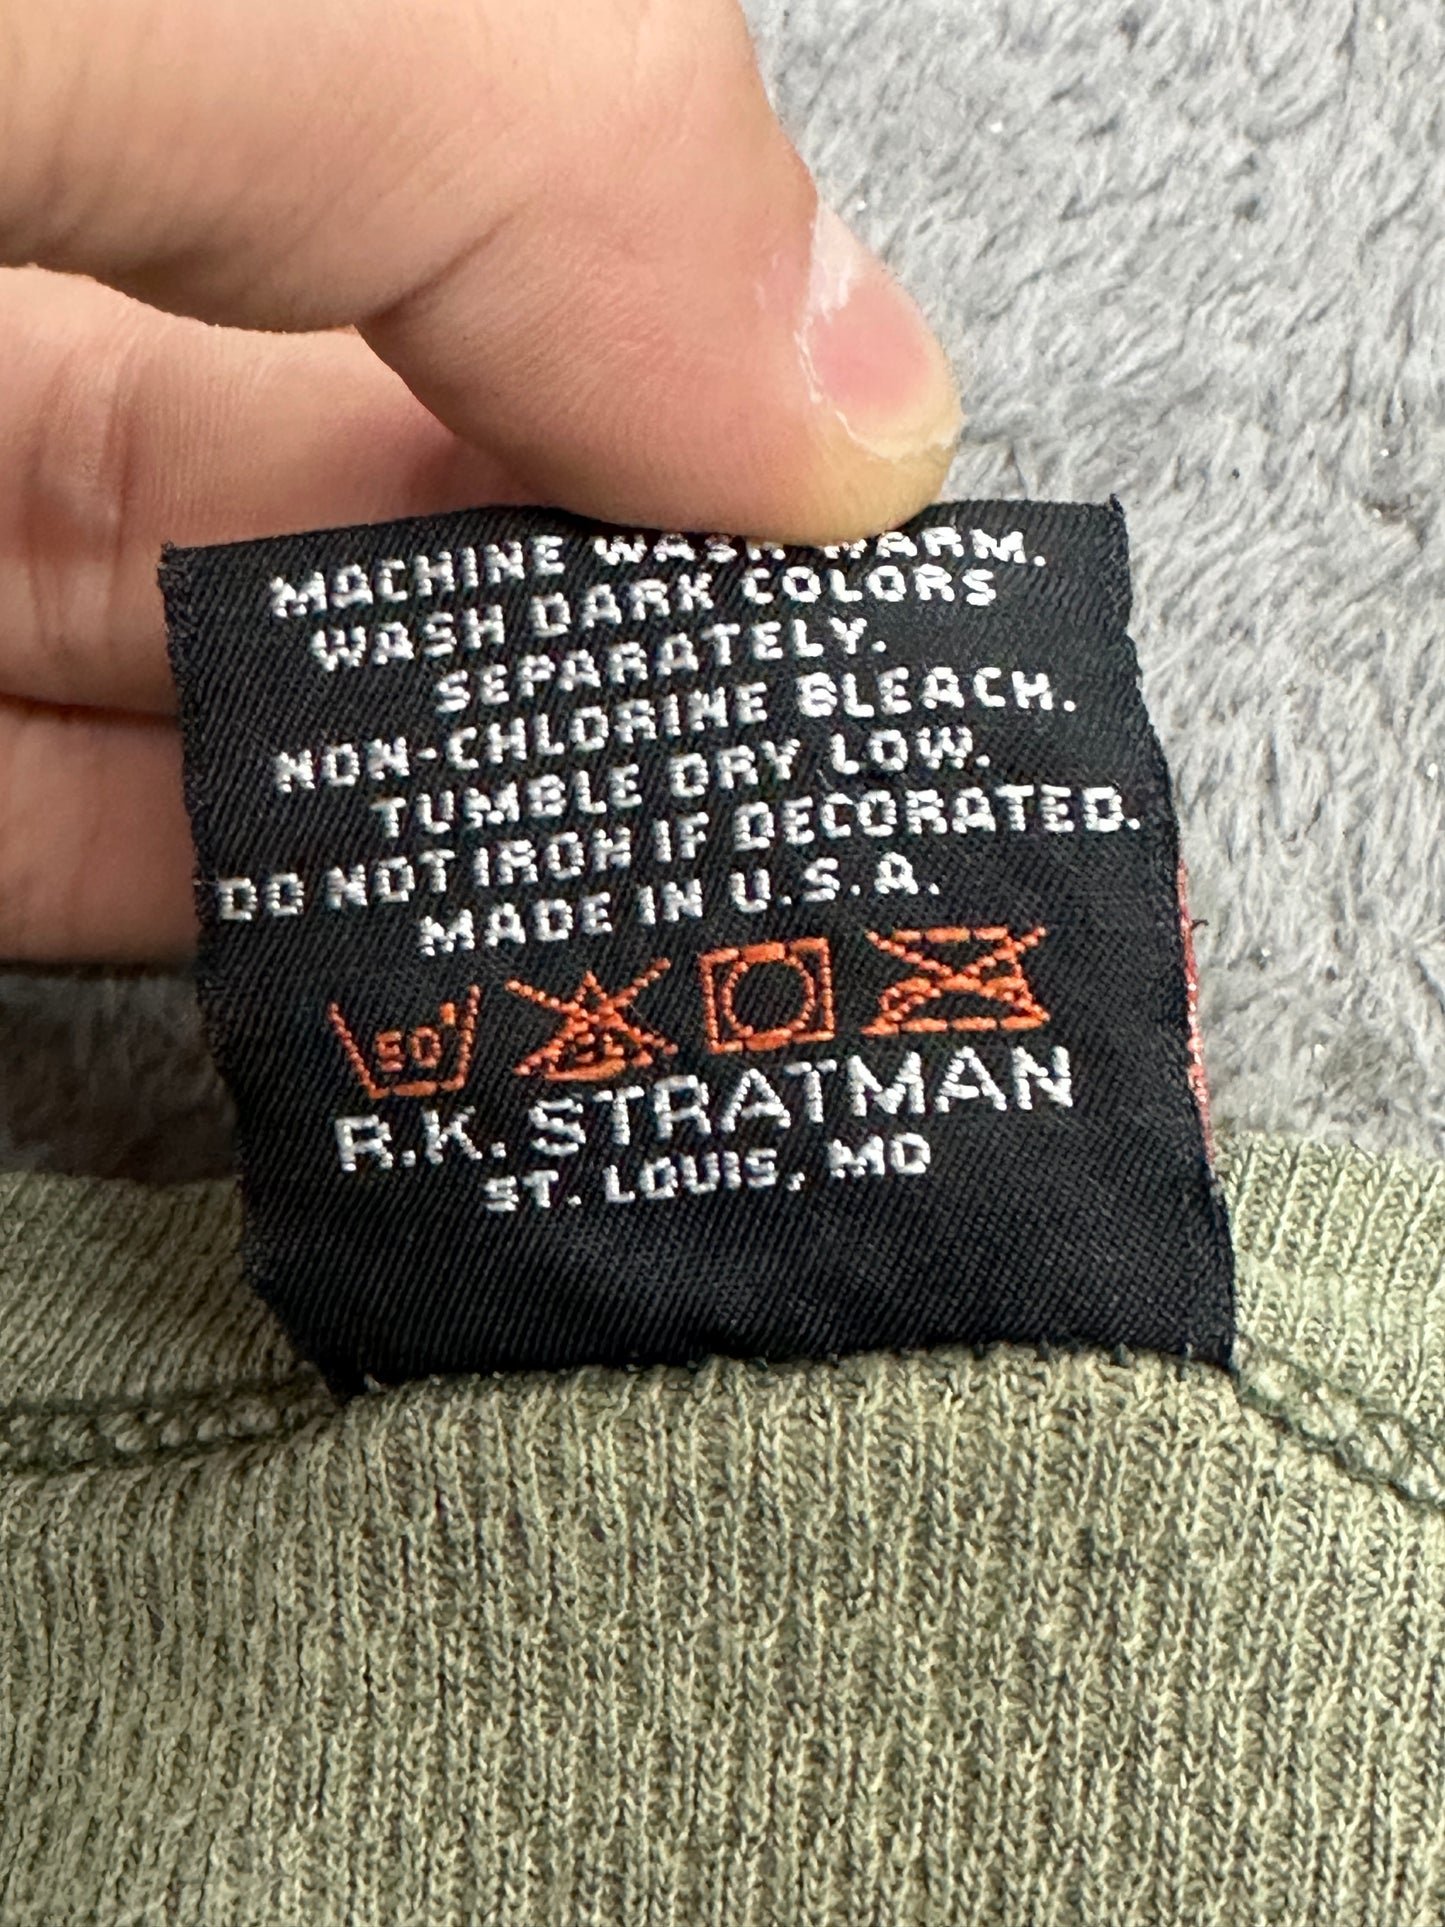 MACHINE WASH WARM.
WASH DARK COLORS
SEPARATELY.
NON-CHLORINE BLEACH.
TUMBLE DRY LOW.
DO NOT IRON IF DECORATED.
MADE IN U.S.A.
50°
CL
R.K. STRATMAN
ST. LOUIS, MO